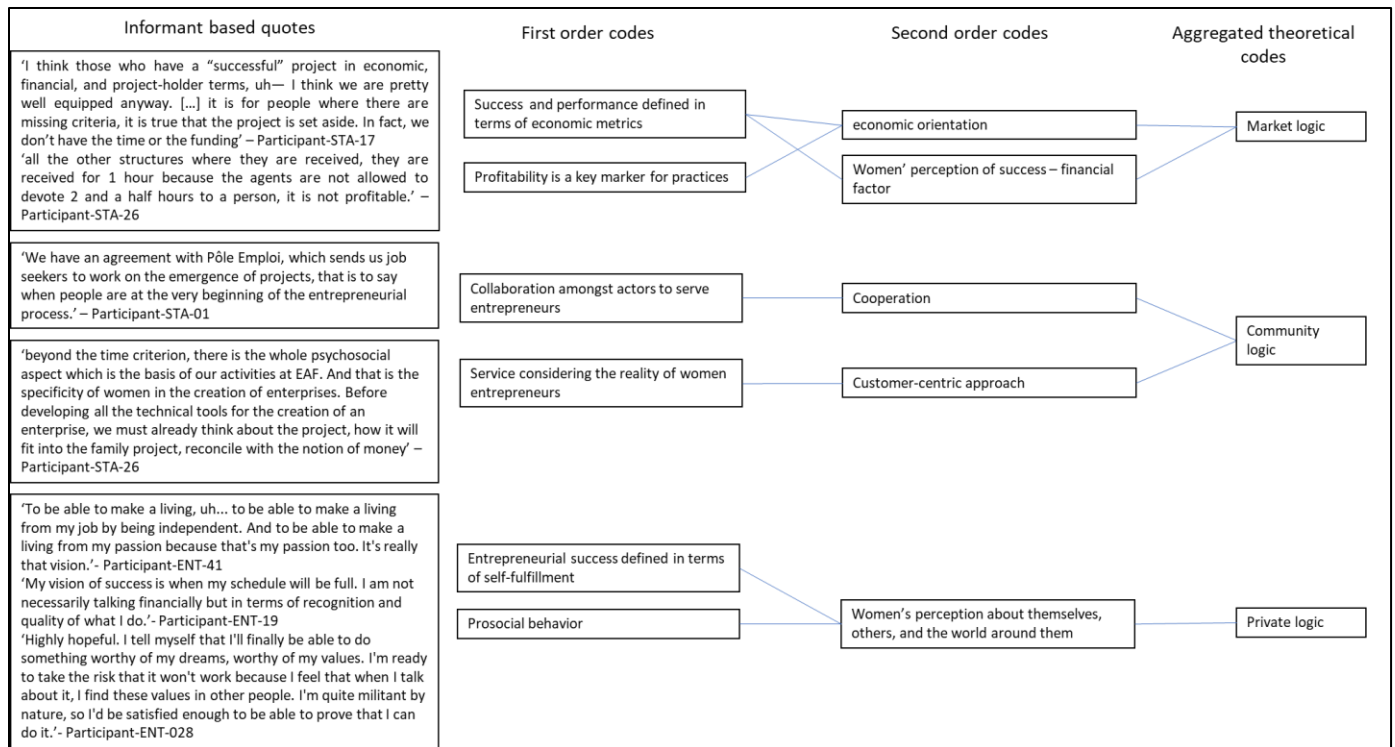 Informant based quotes
First order codes
Second order codes
Aggregated theoretical
codes
‘I think those who have a “successful” project in economic,
financial, and project-holder terms, uh— I think we are pretty
well equipped anyway. […] it is for people where there are
missing criteria, it is true that the project is set aside. In fact, we
don’t have the time or the funding’ – Participant-STA-17
‘all the other structures where they are received, they are
received for 1 hour because the agents are not allowed to
devote 2 and a half hours to a person, it is not profitable.’ –
Participant-STA-26
Success and performance defined in
terms of economic metrics
Profitability is a key marker for practices
economic orientation
Women’ perception of success – financial
factor
Market logic
‘We have an agreement with Pôle Emploi, which sends us job
seekers to work on the emergence of projects, that is to say
when people are at the very beginning of the entrepreneurial
process.’ – Participant-STA-01
Collaboration amongst actors to serve
entrepreneurs
Cooperation
Community
logic
‘beyond the time criterion, there is the whole psychosocial
aspect which is the basis of our activities at EAF. And that is the
specificity of women in the creation of enterprises. Before
developing all the technical tools for the creation of an
enterprise, we must already think about the project, how it will
fit into the family project, reconcile with the notion of money’ –
Participant-STA-26
Service considering the reality of women
entrepreneurs
Customer-centric approach
‘To be able to make a living, uh... to be able to make a living
from my job by being independent. And to be able to make a
living from my passion because that's my passion too. It's really
that vision.’- Participant-ENT-41
‘My vision of success is when my schedule will be full. I am not
necessarily talking financially but in terms of recognition and
quality of what I do.’- Participant-ENT-19
‘Highly hopeful. I tell myself that I'll finally be able to do
something worthy of my dreams, worthy of my values. I'm ready
to take the risk that it won't work because I feel that when I talk
about it, I find these values in other people. I'm quite militant by
nature, so I'd be satisfied enough to be able to prove that I can
do it.’- Participant-ENT-028
Entrepreneurial success defined in terms
of self-fulfillment
Prosocial behavior
Women’s perception about themselves,
others, and the world around them
Private logic